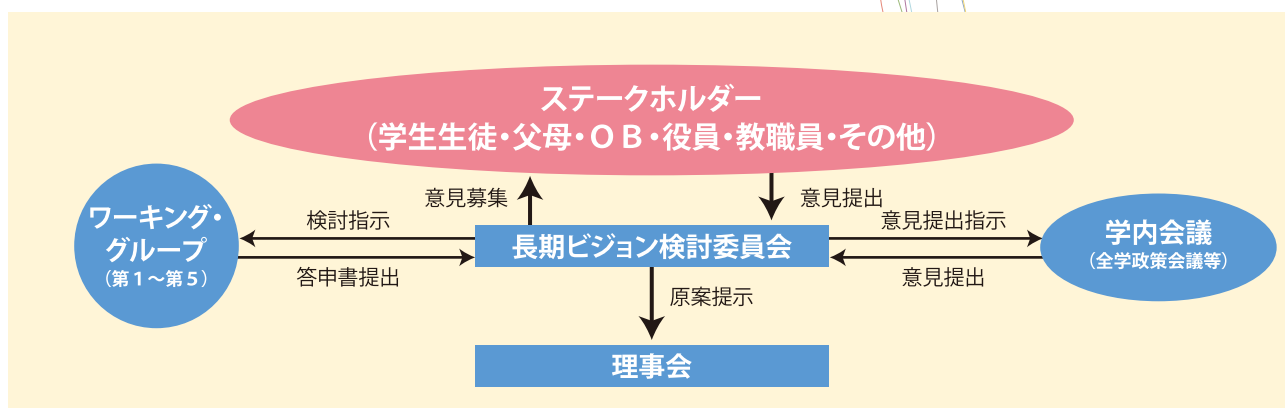 ステークホルダー
（学生生徒・父母・ＯＢ・役員・教職員・その他）
意見募集
意見提出
ワーキング・
グループ
（第１～第５）
検討指示
答申書提出
長期ビジョン検討委員会
意見提出指示
意見提出
学内会議
（全学政策会議等）
原案提示
理事会